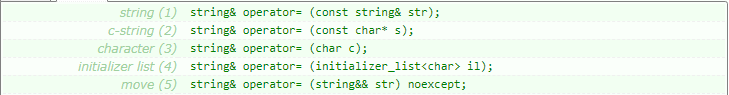 string (1) string& operator= (const string& str);
c-string (2) string& operator= (const char* s);
character (3) string& operator= (char c);
initializer list (4) string& operator= (initializer_list<char> il);
move (5) string& operator= (string&& str) noexcept;